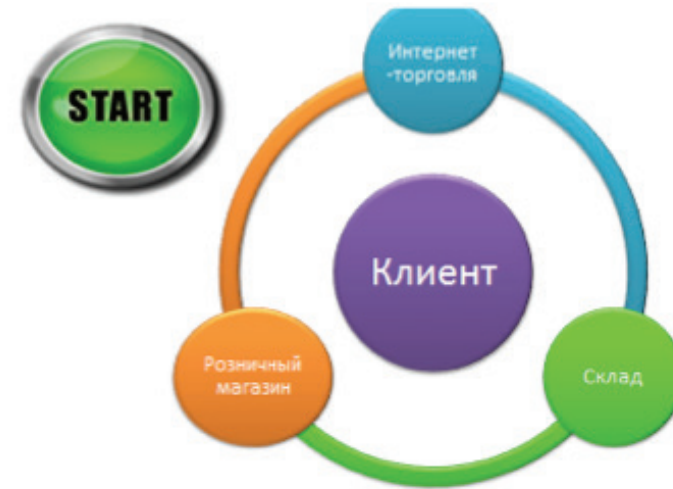 START
Интернет
-торговля
Клиент
Розничный
магазин
Склад